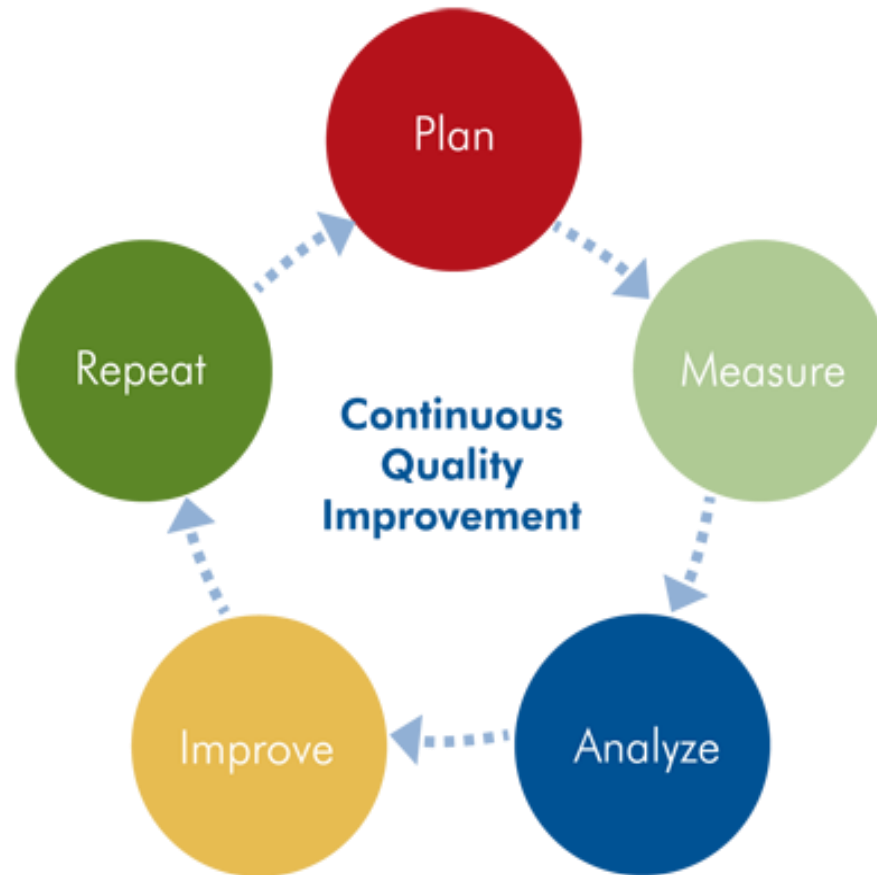 Plan
Measure
Analyze
Improve
Repeat
Continuous
Quality
Improvement